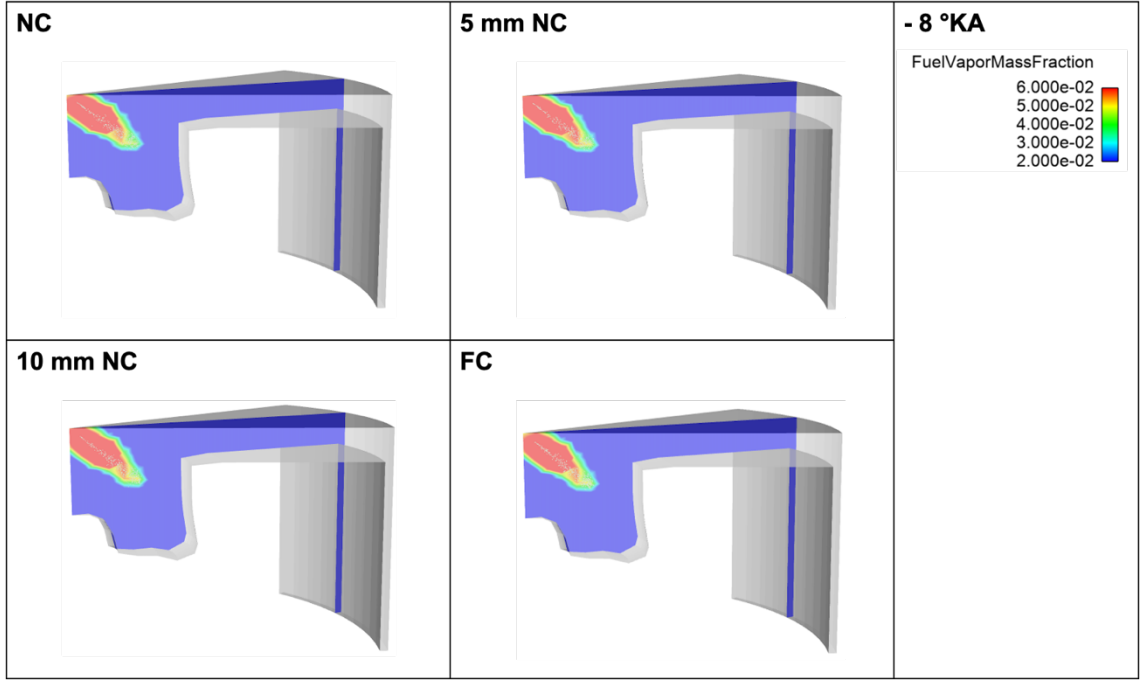 NC
5 mm NC
- 8 °KA
FuelVaporMassFraction
6.000e-02
5.000e-02
4.000e-02
3.000e-02
2.000e-02
10 mm NC
FC